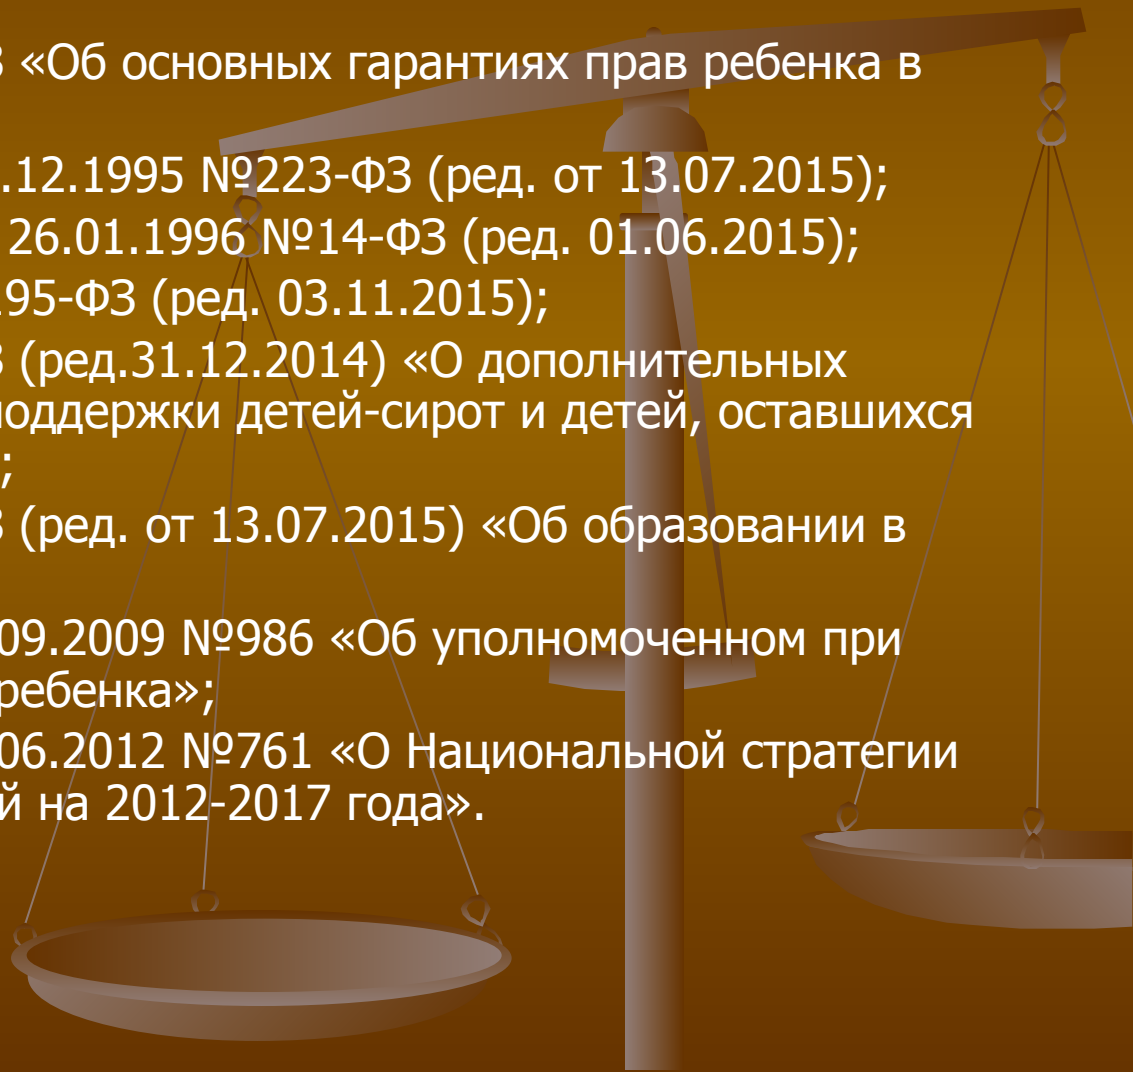 З «Об основных гарантиях прав ребенка в
.12.1995 №223-ФЗ (ред. от 13.07.2015);
26.01.1996 №14-ФЗ (ред. 01.06.2015);
195-ФЗ (ред. 03.11.2015);
З (ред.31.12.2014) «О дополнительных
поддержки детей-сирот и детей, оставшихся
;
З (ред. от 13.07.2015) «Об образовании в
09.2009 №986 «Об уполномоченном при
ребенка»;
06.2012 №761 «О Национальной стратегии
й на 2012-2017 года».